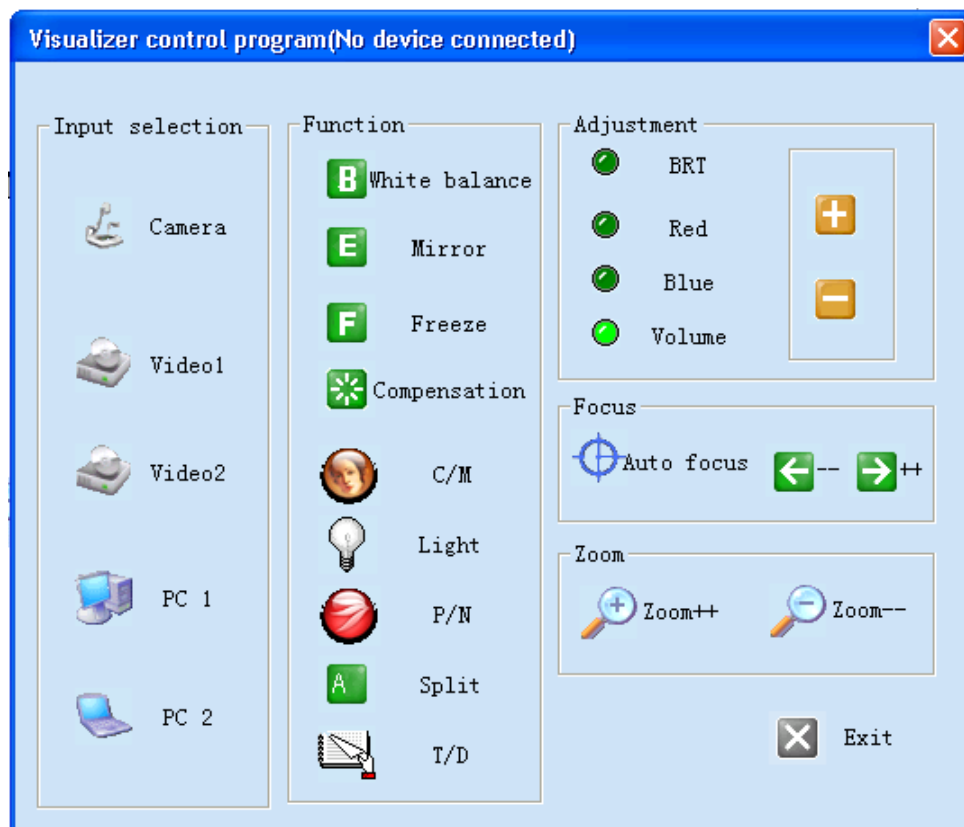 Visualizer control program(No device connected)
Input selection
Camera
Video1
Video2
PC 1
PC 2
Function
B White balance
E Mirror
F Freeze
Compensation
C/M
Light
P/N
A Split
T/D
Adjustment
BRT
Red
Blue
Volume
+
−
Focus
Auto focus
--
++
Zoom
Zoom++
Zoom--
Exit